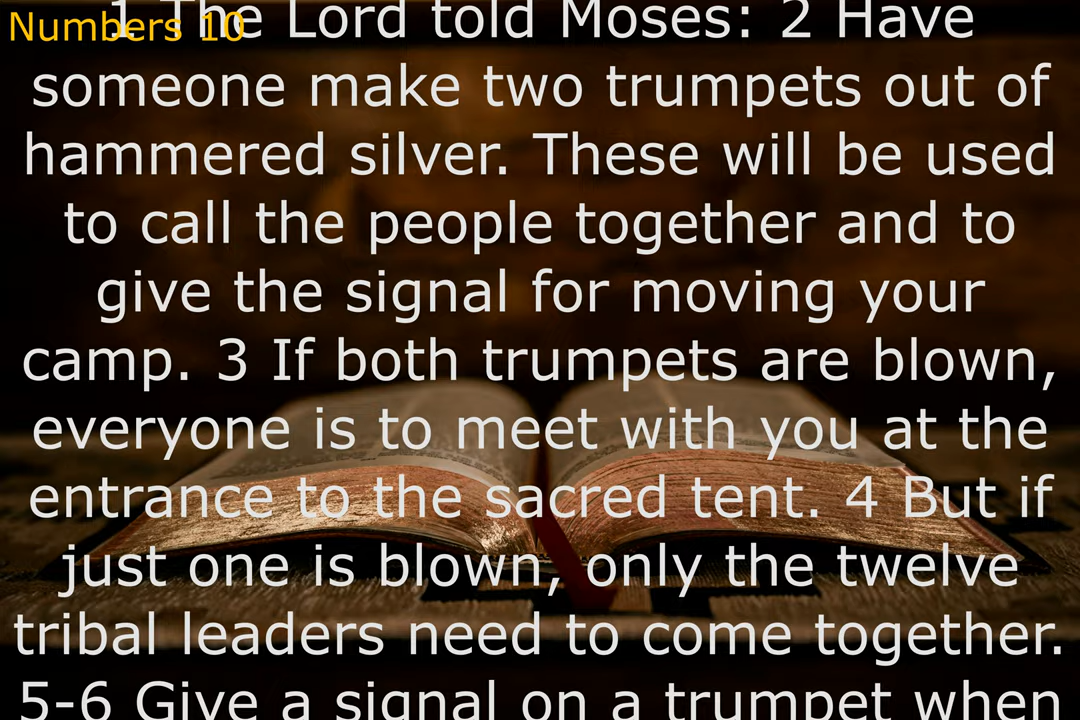 Numbers 10
1 The Lord told Moses: 2 Have
someone make two trumpets out of
hammered silver. These will be used
to call the people together and to
give the signal for moving your
camp. 3 If both trumpets are blown,
everyone is to meet with you at the
entrance to the sacred tent. 4 But if
just one is blown, only the twelve
tribal leaders need to come together.
5-6 Give a signal on a trumpet when